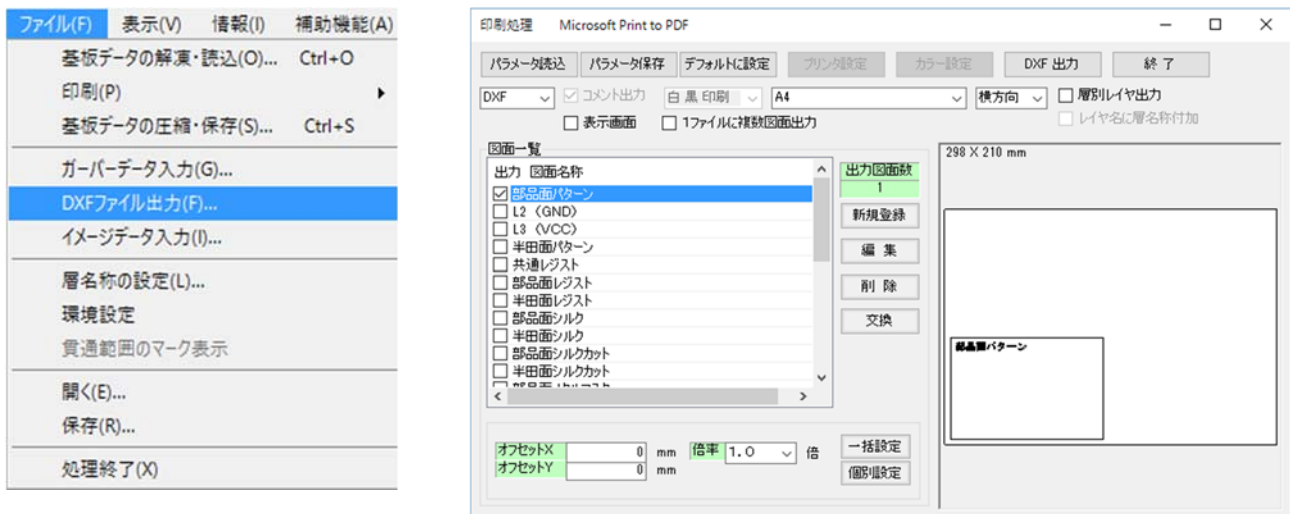 ファイル(F) 表示(V) 情報(I) 補助機能(A)
基板データの解凍・読込(O)... Ctrl+O
印刷(P)
基板データの圧縮・保存(S)... Ctrl+S
ガーバーデータ入力(G)...
DXFファイル出力(F)...
イメージデータ入力(I)...
層名称の設定(L)...
環境設定
貫通範囲のマーク表示
開く(E)...
保存(R)...
処理終了(X)
印刷処理 Microsoft Print to PDF
パラメータ読込 パラメータ保存 デフォルトに設定 プリンタ設定 カラー設定 DXF 出力 終 了
DXF コメント出力 白 黒 印刷 A4 横方向 層別レイヤ出力
表示画面 1ファイルに複数図面出力 レイヤ名に層名称付加
図面一覧
出力 図面名称
部品面パターン
L2 (GND)
L3 (VCC)
半田面パターン
共通レジスト
部品面レジスト
半田面レジスト
部品面シルク
半田面シルク
部品面シルクカット
半田面シルクカット
出力図面数
1
新規登録
編 集
削 除
交換
298 X 210 mm
部品面パターン
オフセットX 0 mm 倍率 1.0 倍 一括設定
オフセットY 0 mm 個別設定